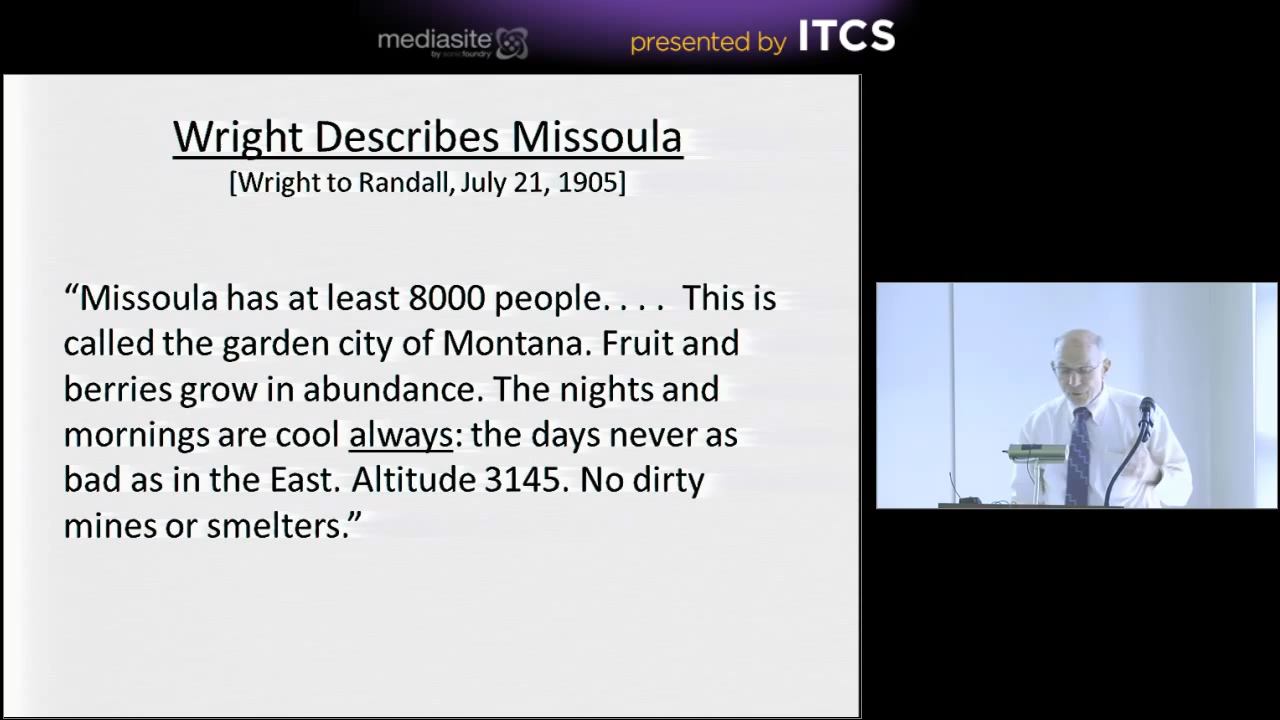 mediasite
by sonicfoundry
presented by ITCS
Wright Describes Missoula
[Wright to Randall, July 21, 1905]
“Missoula has at least 8000 people. . . . This is
called the garden city of Montana. Fruit and
berries grow in abundance. The nights and
mornings are cool always: the days never as
bad as in the East. Altitude 3145. No dirty
mines or smelters.”